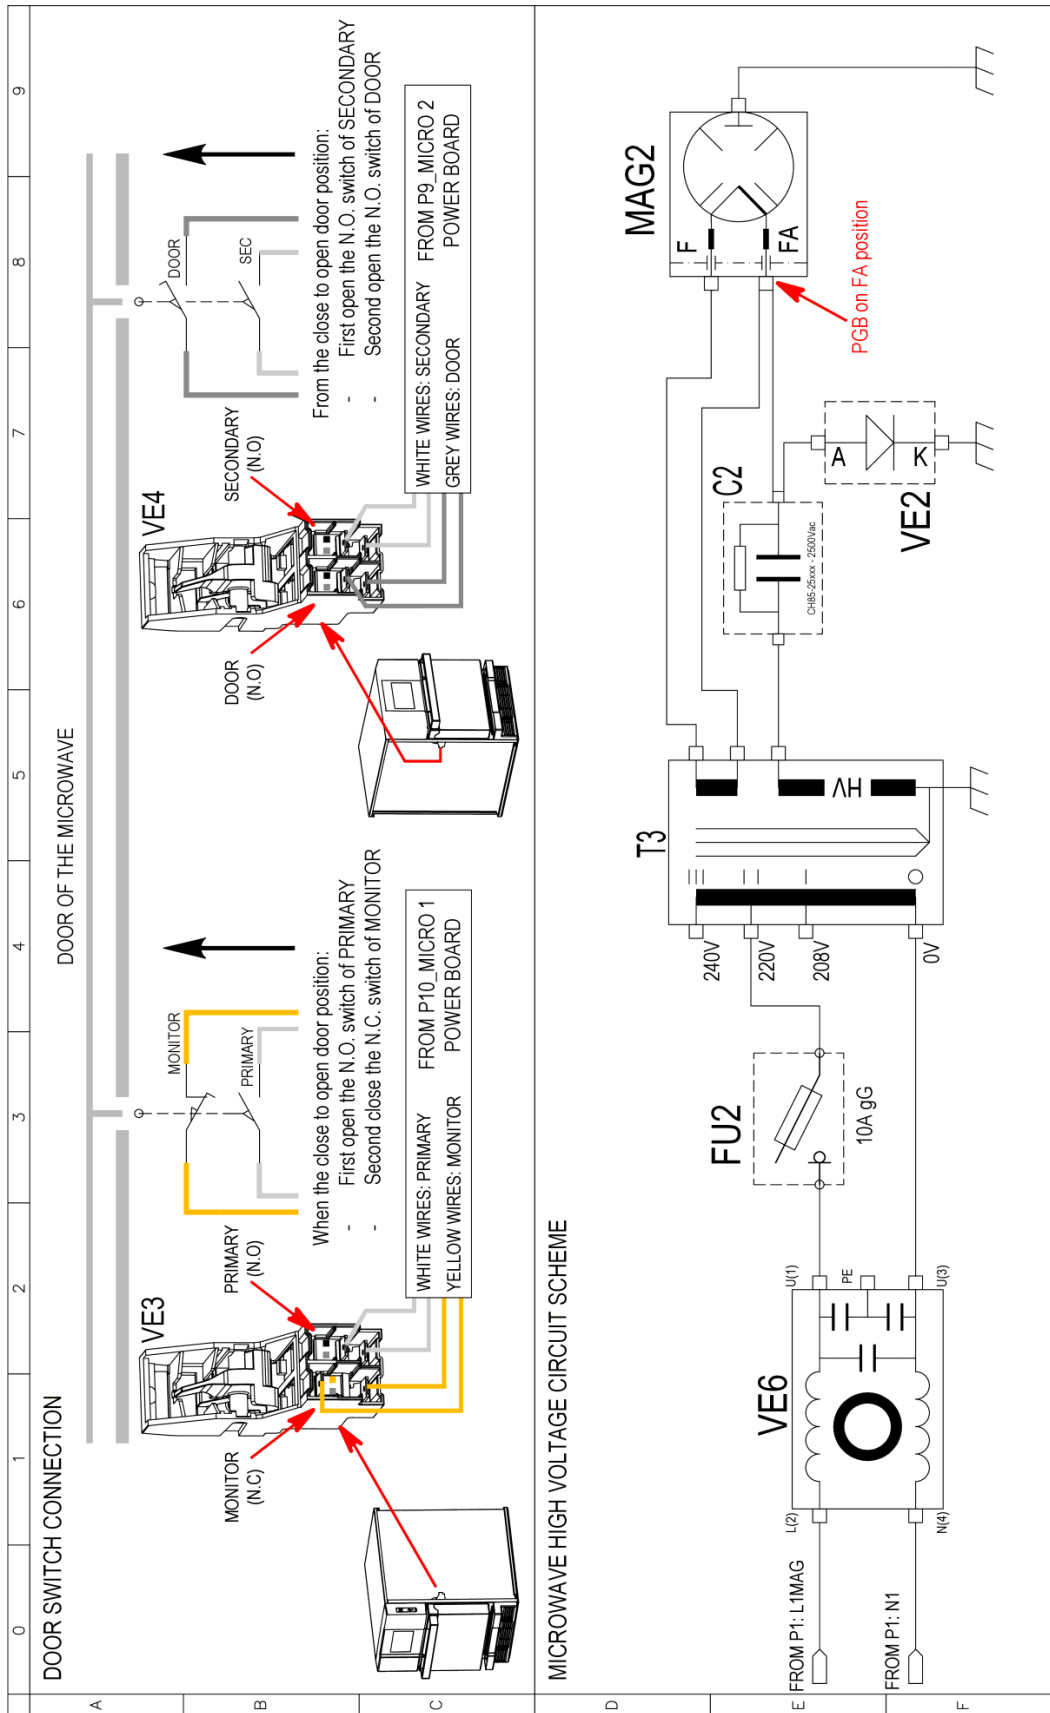 0 1 2 3 4 5 6 7 8 9
A
B
C
D
E
F
DOOR SWITCH CONNECTION
DOOR OF THE MICROWAVE
VE3
MONITOR
(N.C)
PRIMARY
(N.O)
MONITOR
PRIMARY
When the close to open door position:
- First open the N.O. switch of PRIMARY
- Second close the N.C. switch of MONITOR
WHITE WIRES: PRIMARY
YELLOW WIRES: MONITOR
FROM P10_MICRO 1
POWER BOARD
VE4
DOOR
(N.O)
SECONDARY
(N.O)
DOOR
SEC
From the close to open door position:
- First open the N.O. switch of SECONDARY
- Second open the N.O. switch of DOOR
WHITE WIRES: SECONDARY
GREY WIRES: DOOR
FROM P9_MICRO 2
POWER BOARD
MICROWAVE HIGH VOLTAGE CIRCUIT SCHEME
FROM P1: L1MAG
FROM P1: N1
L(2)
N(4)
VE6
U(1)
PE
U(3)
FU2
10A gG
240V
220V
208V
0V
T3
HV
C2
CH85-25xxx - 2500Vac
VE2
A
K
MAG2
F
FA
PGB on FA position